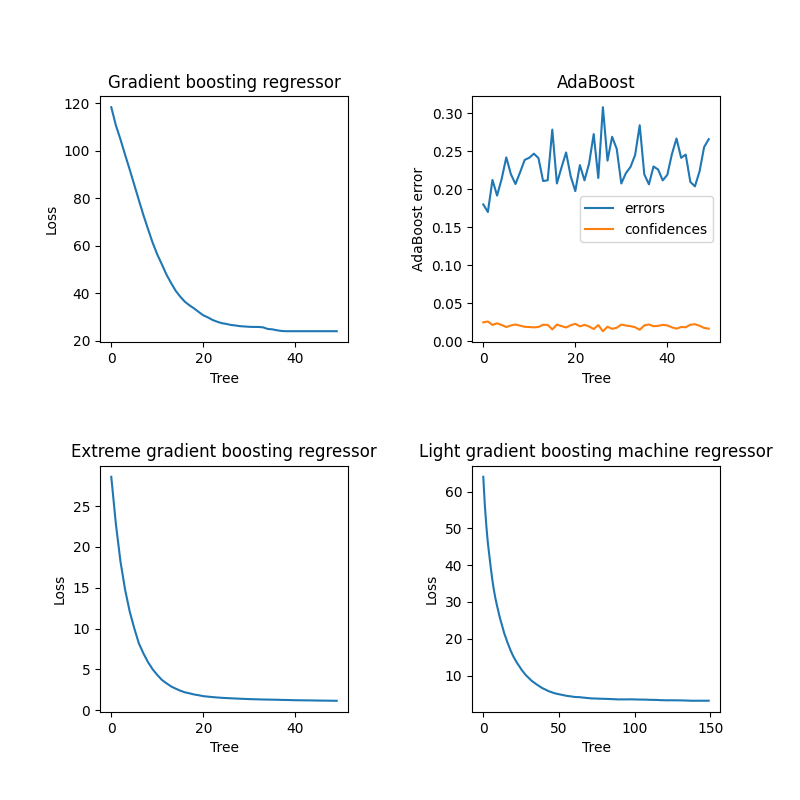 Gradient boosting regressor
120
100
80
60
40
20
0
20
40
Loss
Tree
AdaBoost
0.30
0.25
0.20
0.15
0.10
0.05
0.00
0
20
40
AdaBoost error
Tree
errors
confidences
Extreme gradient boosting regressor
25
20
15
10
5
0
0
20
40
Loss
Tree
Light gradient boosting machine regressor
60
50
40
30
20
10
0
50
100
150
Loss
Tree